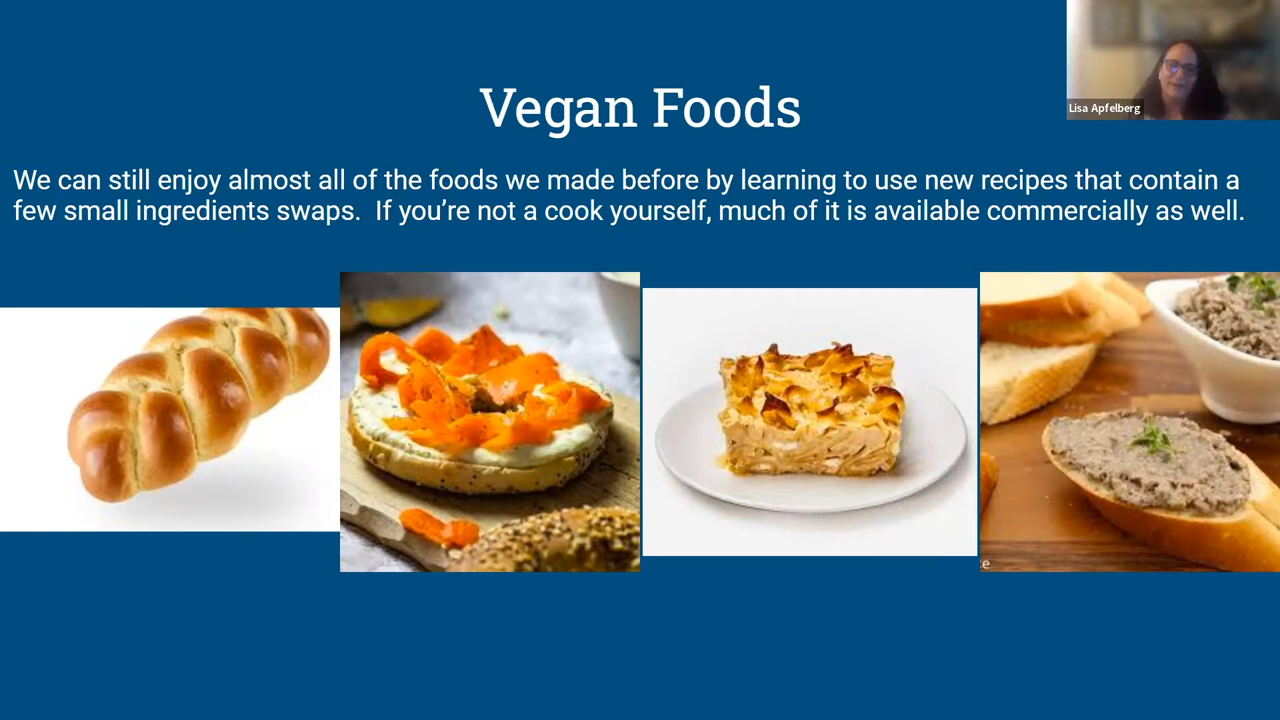 Lisa Apfelberg
Vegan Foods
We can still enjoy almost all of the foods we made before by learning to use new recipes that contain a
few small ingredients swaps.  If you’re not a cook yourself, much of it is available commercially as well.